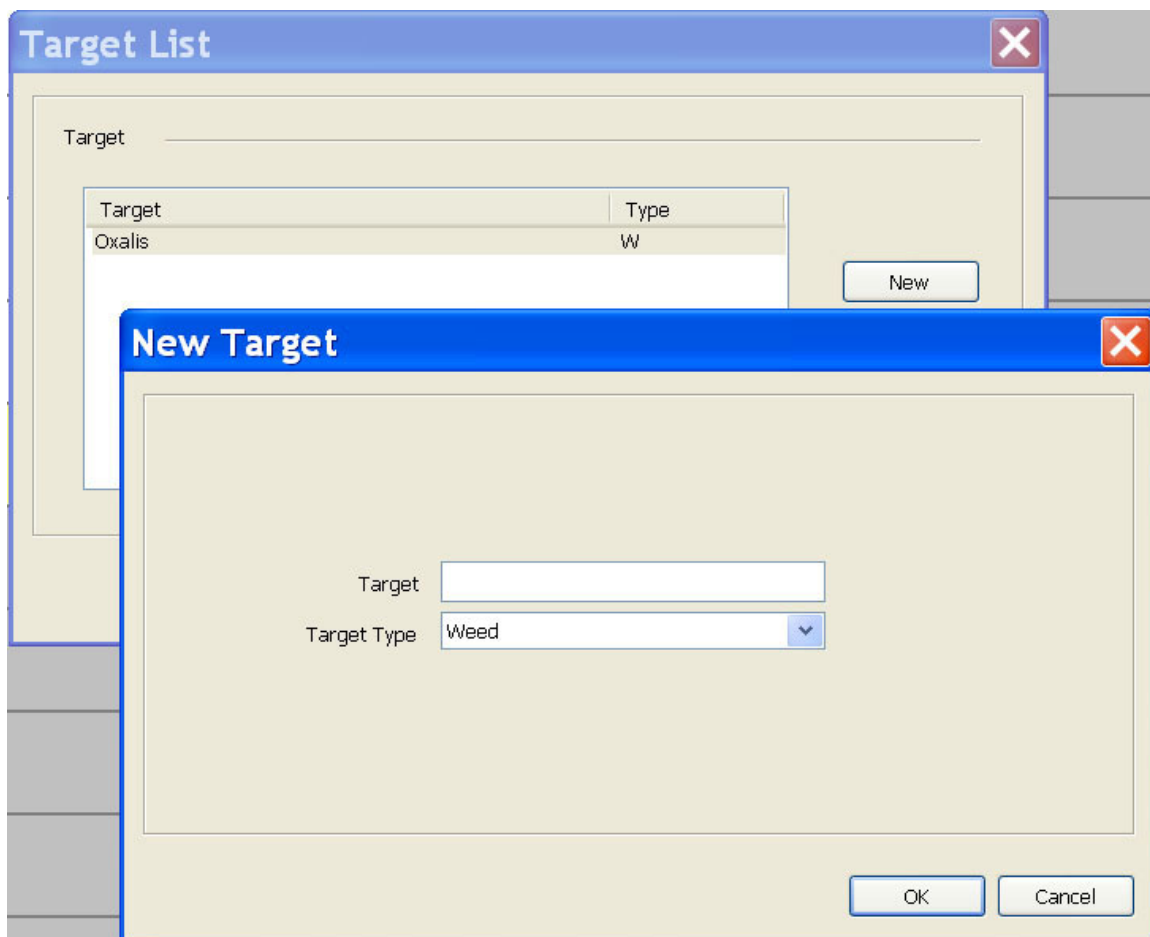 Target List
Target
Target Type
Oxalis W
New
New Target
Target
Target Type Weed
OK Cancel